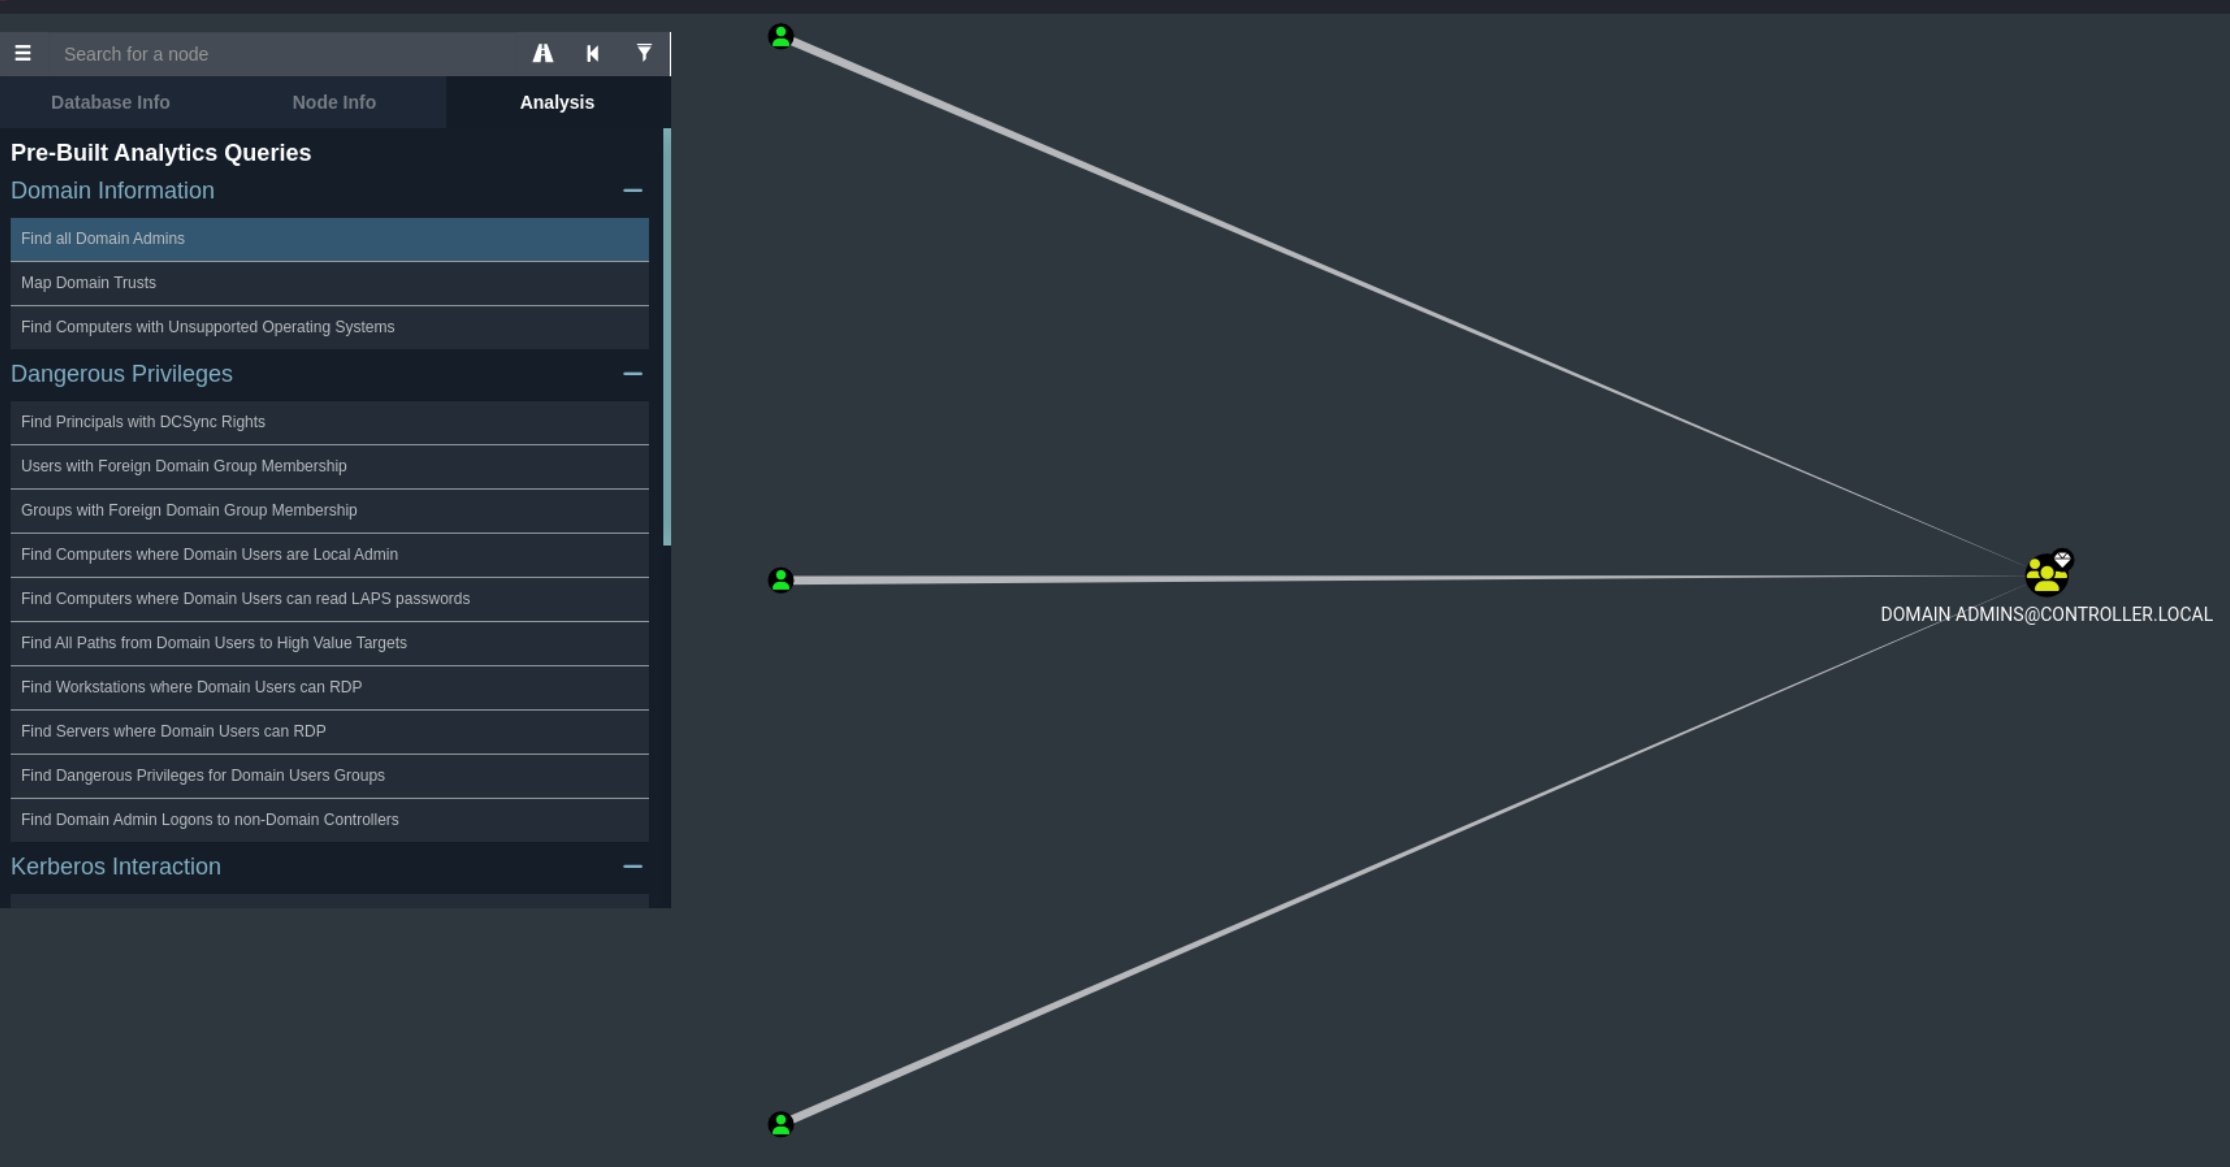 Search for a node
Database Info
Node Info
Analysis
Pre-Built Analytics Queries
Domain Information
Find all Domain Admins
Map Domain Trusts
Find Computers with Unsupported Operating Systems
Dangerous Privileges
Find Principals with DCSync Rights
Users with Foreign Domain Group Membership
Groups with Foreign Domain Group Membership
Find Computers where Domain Users are Local Admin
Find Computers where Domain Users can read LAPS passwords
Find All Paths from Domain Users to High Value Targets
Find Workstations where Domain Users can RDP
Find Servers where Domain Users can RDP
Find Dangerous Privileges for Domain Users Groups
Find Domain Admin Logons to non-Domain Controllers
Kerberos Interaction
DOMAIN ADMINS@CONTROLLER.LOCAL